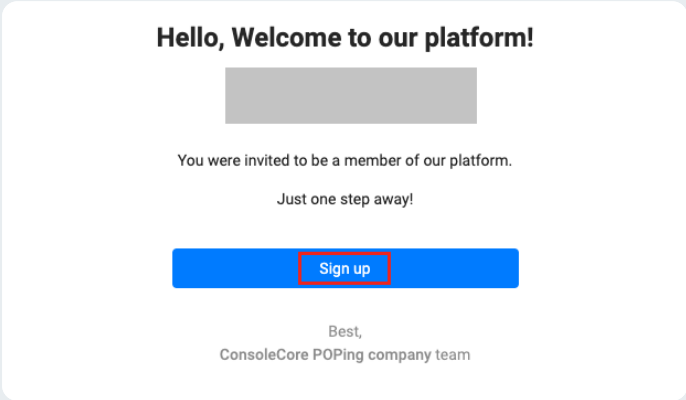 Hello, Welcome to our platform!
You were invited to be a member of our platform.
Just one step away!
Sign up
Best,
ConsoleCore POPing company team